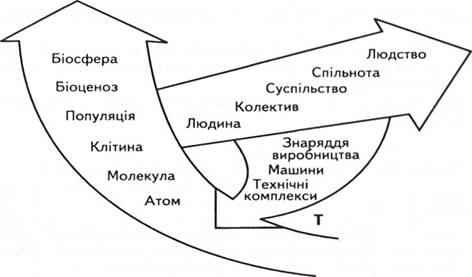 Біосфера
Біоценоз
Популяція
Клітина
Молекула
Атом
Людство
Спільнота
Суспільство
Колектив
Людина
Знаряддя
виробництва
Машини
Технічні
комплекси
Т